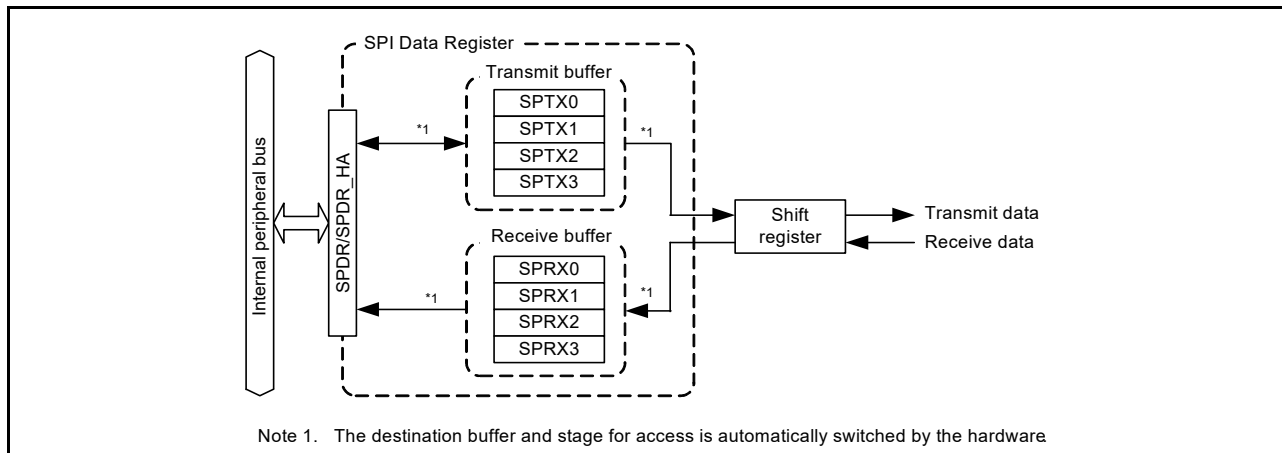 SPI Data Register
Transmit buffer
SPTX0
SPTX1
SPTX2
SPTX3
*1
*1
Internal peripheral bus
SPDR/SPDR_HA
Shift
register
Transmit data
Receive data
Receive buffer
SPRX0
SPRX1
SPRX2
SPRX3
*1
*1
Note 1. The destination buffer and stage for access is automatically switched by the hardware